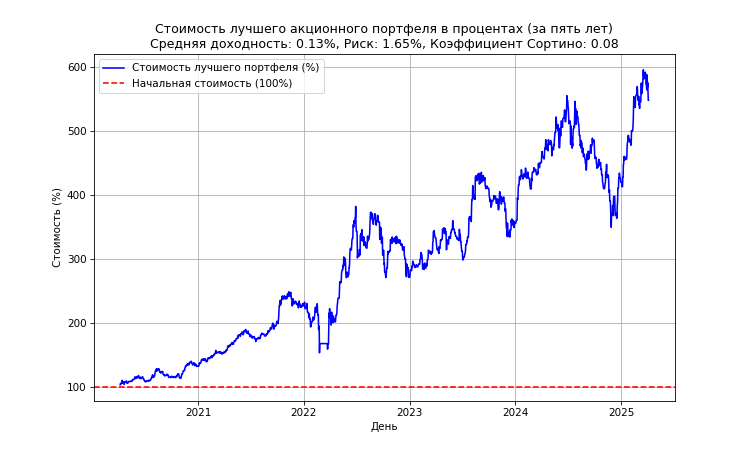 Стоимость лучшего акционного портфеля в процентах (за пять лет)
Средняя доходность: 0.13%, Риск: 1.65%, Коэффициент Сортино: 0.08
Стоимость лучшего портфеля (%)
Начальная стоимость (100%)
600
500
400
300
200
100
Стоимость (%)
2021
2022
2023
2024
2025
День